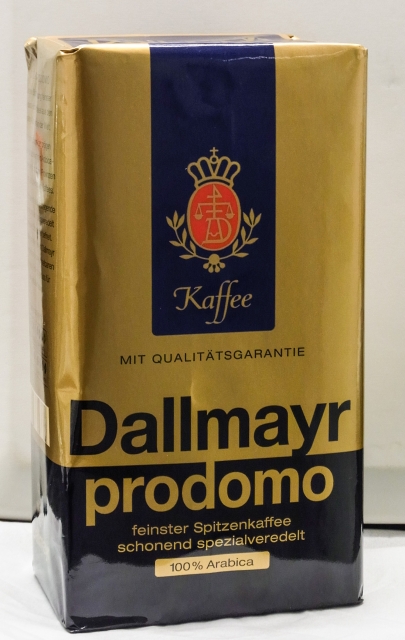 Kaffee
MIT QUALITÄTSGARANTIE
Dallmayr
prodomo
feinster Spitzenkaffee
schonend spezialveredelt
100% Arabica